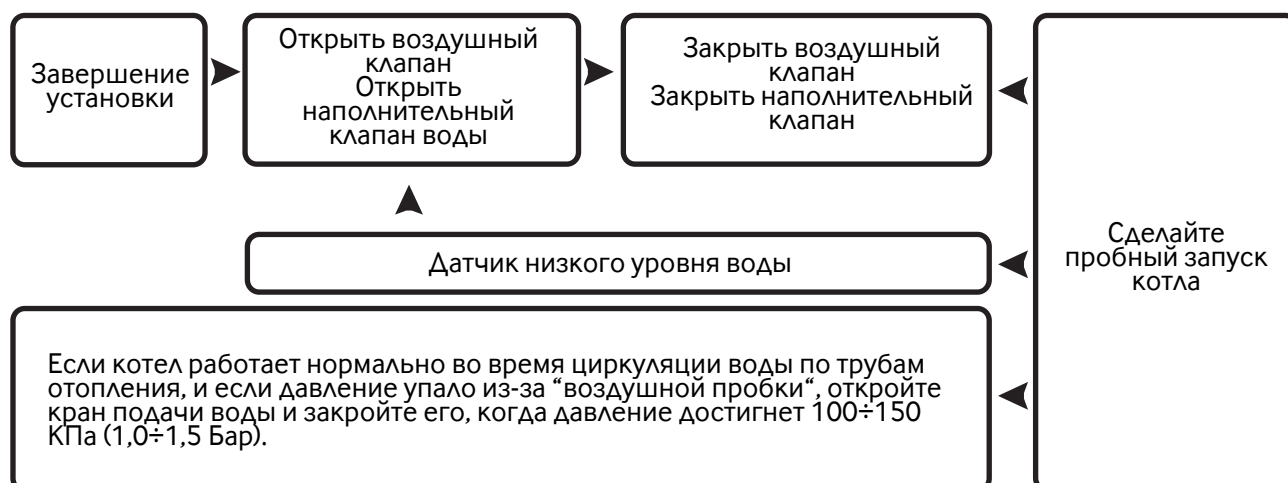 Завершение
установки
Открыть воздушный
клапан
Открыть
наполнительный
клапан воды
Закрыть воздушный
клапан
Закрыть наполнительный
клапан
Датчик низкого уровня воды
Сделайте
пробный запуск
котла
Если котел работает нормально во время циркуляции воды по трубам
отопления, и если давление упало из-за “воздушной пробки“, откройте
кран подачи воды и закройте его, когда давление достигнет 100÷150
КПа (1,0÷1,5 Бар).